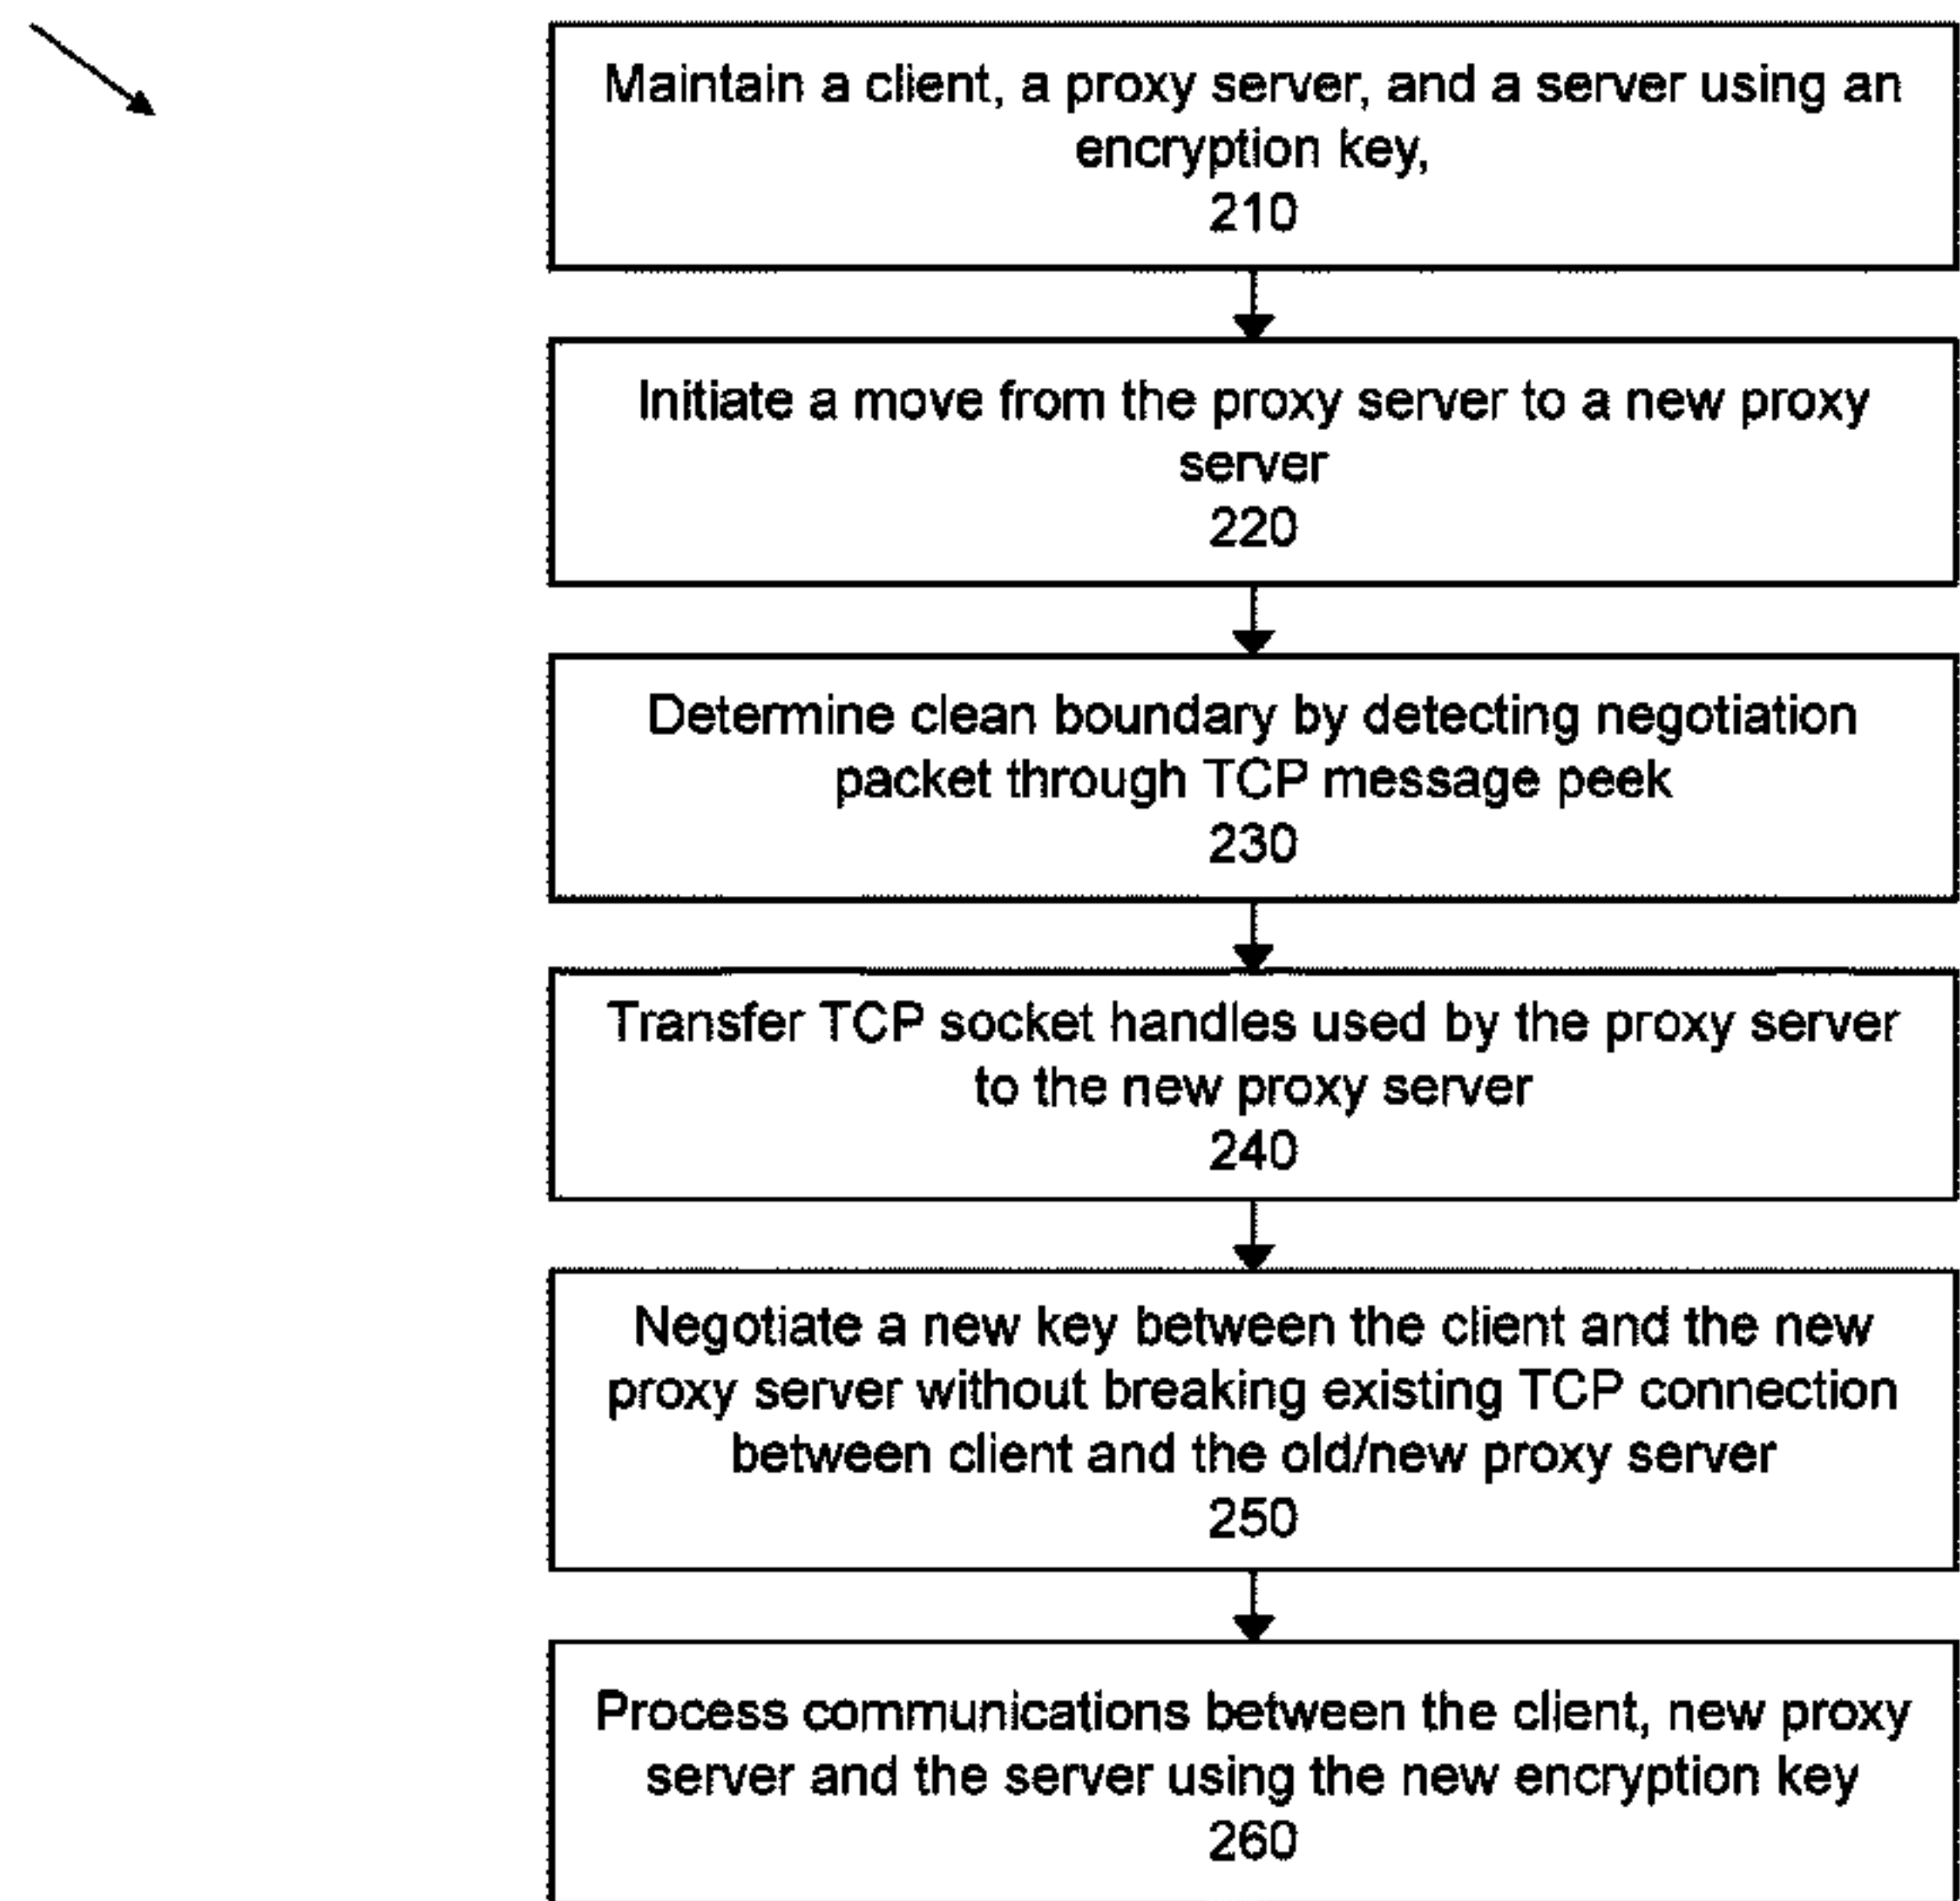 Maintain a client, a proxy server, and a server using an
encryption key,
210
Initiate a move from the proxy server to a new proxy
server
220
Determine clean boundary by detecting negotiation
packet through TCP message peek
230
Transfer TCP socket handles used by the proxy server
to the new proxy server
240
Negotiate a new key between the client and the new
proxy server without breaking existing TCP connection
between client and the old/new proxy server
250
Process communications between the client, new proxy
server and the server using the new encryption key
260